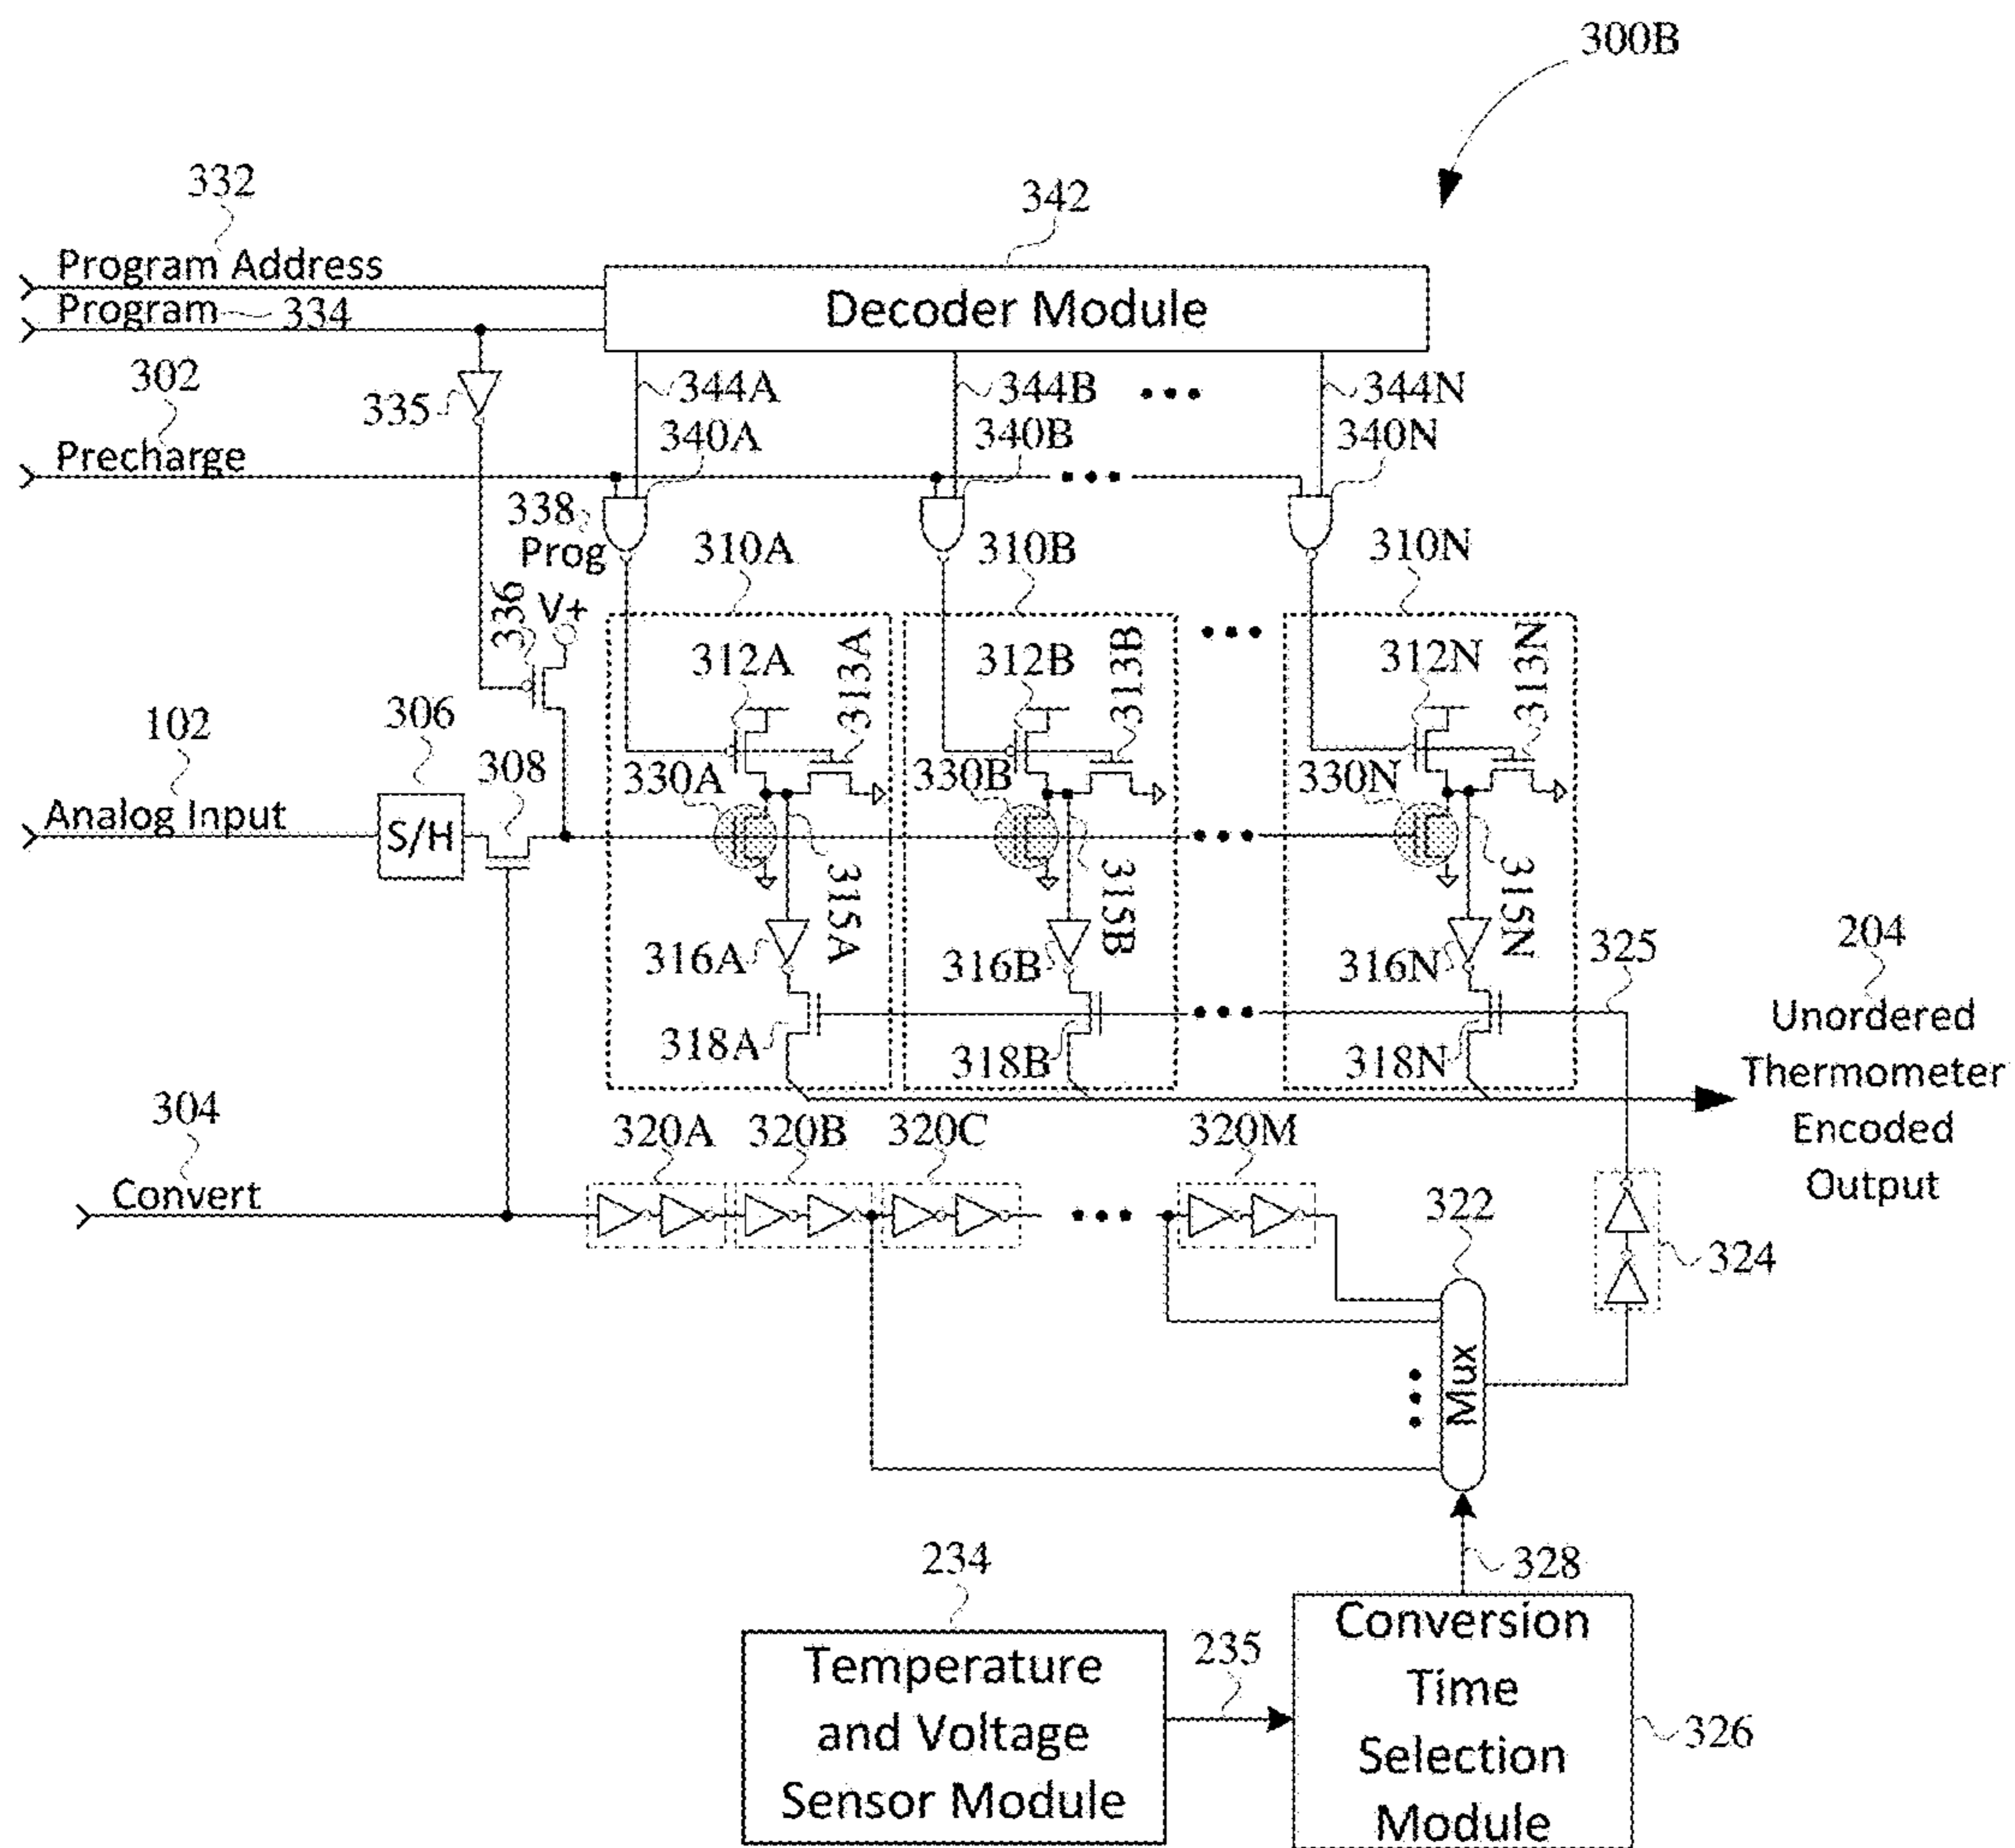 300B
332
342
Program Address
Program 334
Decoder Module
302
335
344A
344B
344N
340A
340B
340N
Precharge
338
Prog
310A
310B
310N
336
V+
312A
313A
312B
313B
312N
313N
102
306
308
330A
330B
330N
Analog Input
S/H
315A
315B
315N
316A
316B
316N
325
204
318A
318B
318N
Unordered
Thermometer
Encoded
Output
304
320A
320B
320C
320M
Convert
322
324
Mux
234
328
Temperature
and Voltage
Sensor Module
235
Conversion
Time
Selection
Module
326